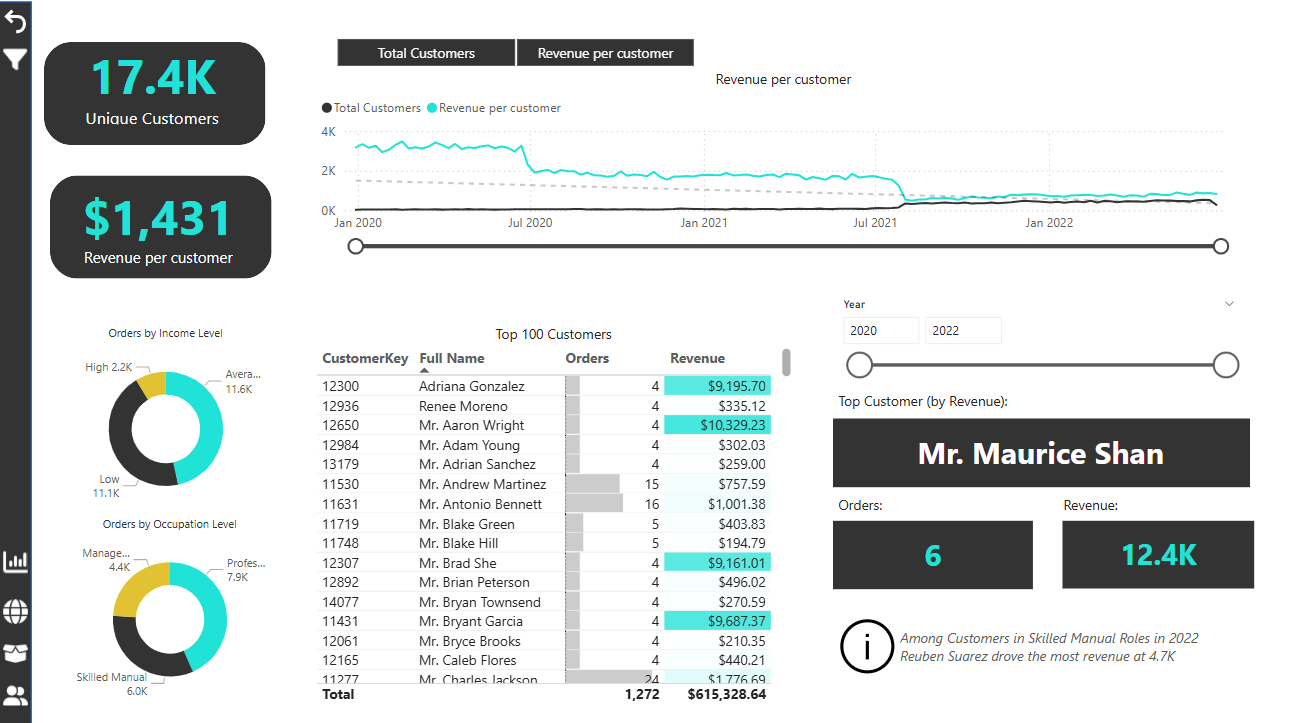 17.4K
Unique Customers
$1,431
Revenue per customer
Total Customers Revenue per customer
Revenue per customer
Total Customers Revenue per customer
4K
2K
0K
Jan 2020 Jul 2020 Jan 2021 Jul 2021 Jan 2022
Orders by Income Level
High 2.2K
Avera...
11.6K
Low
11.1K
Orders by Occupation Level
Manage...
4.4K
Profes...
7.9K
Skilled Manual
6.0K
Top 100 Customers
CustomerKey Full Name Orders Revenue
12300 Adriana Gonzalez 4 $9,195.70
12936 Renee Moreno 4 $335.12
12650 Mr. Aaron Wright 4 $10,329.23
12984 Mr. Adam Young 4 $302.03
13179 Mr. Adrian Sanchez 4 $259.00
11530 Mr. Andrew Martinez 15 $757.59
11631 Mr. Antonio Bennett 16 $1,001.38
11719 Mr. Blake Green 5 $403.83
11748 Mr. Blake Hill 5 $194.79
12307 Mr. Brad She 4 $9,161.01
12892 Mr. Brian Peterson 4 $496.02
14077 Mr. Bryan Townsend 4 $270.59
11431 Mr. Bryant Garcia 4 $9,687.37
12061 Mr. Bryce Brooks 4 $210.35
12165 Mr. Caleb Flores 4 $440.21
11277 Mr. Charles Jackson 24 $1,776.69
Total 1,272 $615,328.64
Year
2020 2022
Top Customer (by Revenue):
Mr. Maurice Shan
Orders: Revenue:
6 12.4K
i
Among Customers in Skilled Manual Roles in 2022
Reuben Suarez drove the most revenue at 4.7K